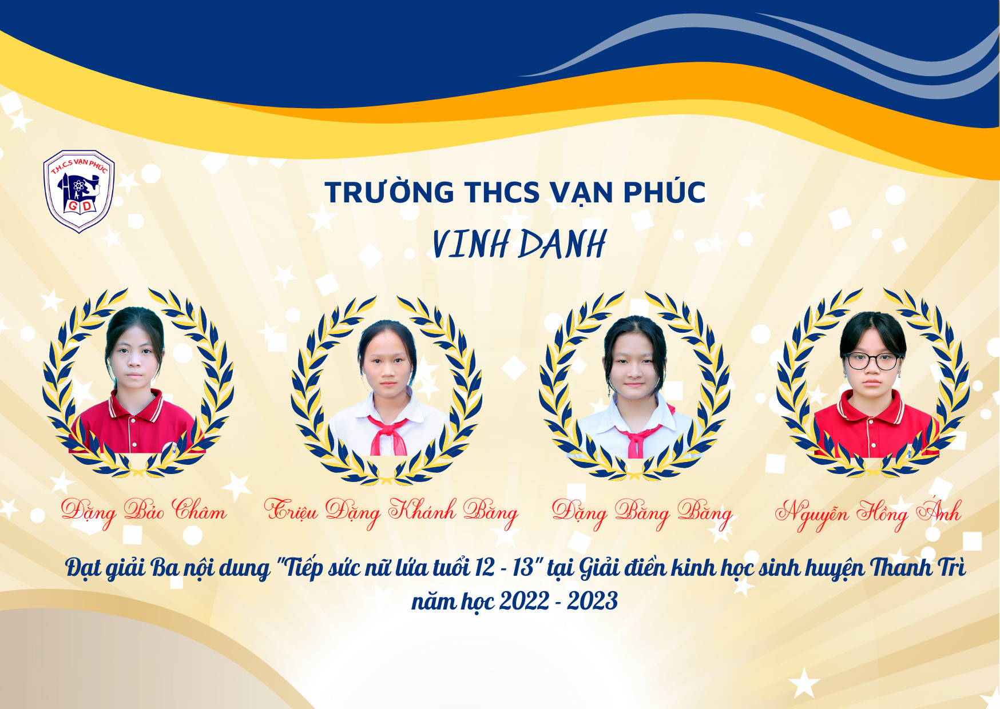 T.H.C.S VẠN PHÚC
GD
TRƯỜNG THCS VẠN PHÚC
VINH DANH
Đặng Bảo Châm
Triệu Đặng Khánh Băng
Đặng Băng Băng
Nguyễn Hồng Ánh
Đạt giải Ba nội dung "Tiếp sức nữ lứa tuổi 12 - 13" tại Giải điền kinh học sinh huyện Thanh Trì
năm học 2022 - 2023